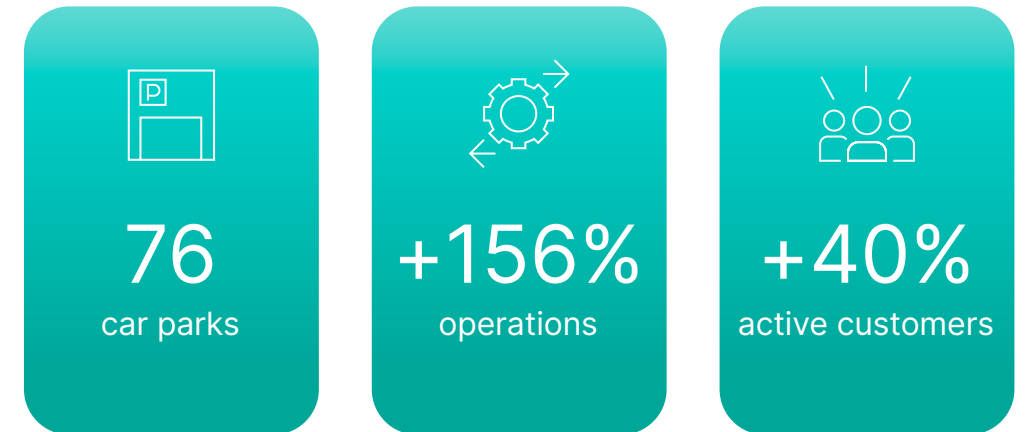 P
76
car parks
+156%
operations
+40%
active customers